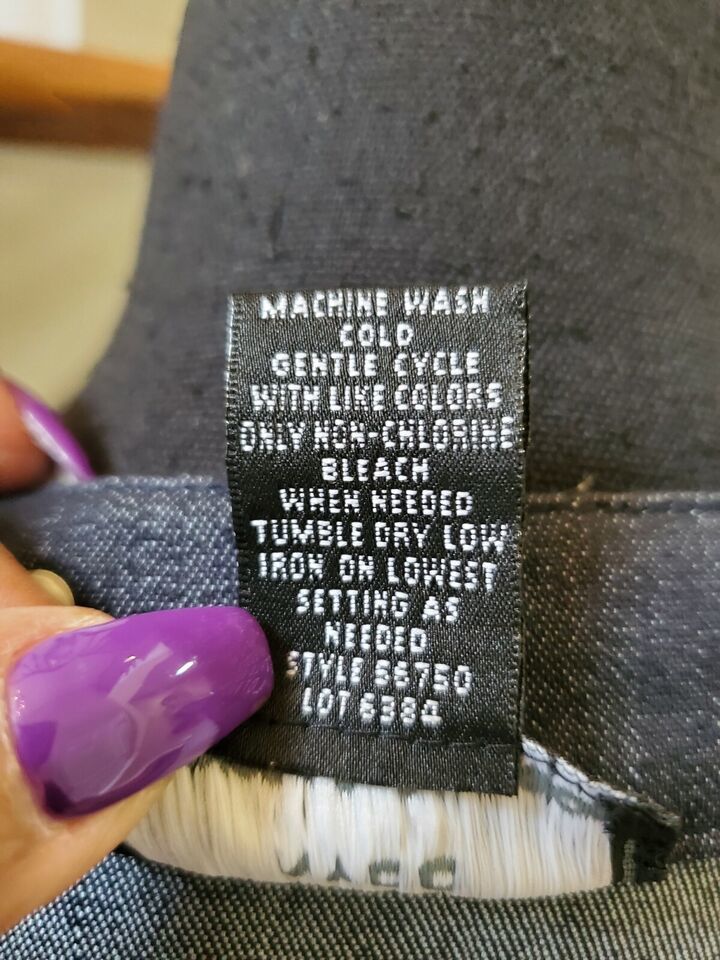 MACHINE WASH
COLD
GENTLE CYCLE
WITH LIKE COLORS
ONLY NON-CHLORINE
BLEACH
WHEN NEEDED
TUMBLE DRY LOW
IRON ON LOWEST
SETTING AS
NEEDED
STYLE
LOT 6384